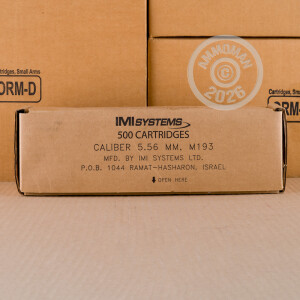 AMMOMAN
2026
Cartridges, Small Arms
ORM-D
Cartridges, Small
ORM-D
IMI SYSTEMS
500 CARTRIDGES
CALIBER 5.56 MM, M193
MFD. BY IMI SYSTEMS LTD.
P.O.B. 1044 RAMAT-HASHARON, ISRAEL
OPEN HERE